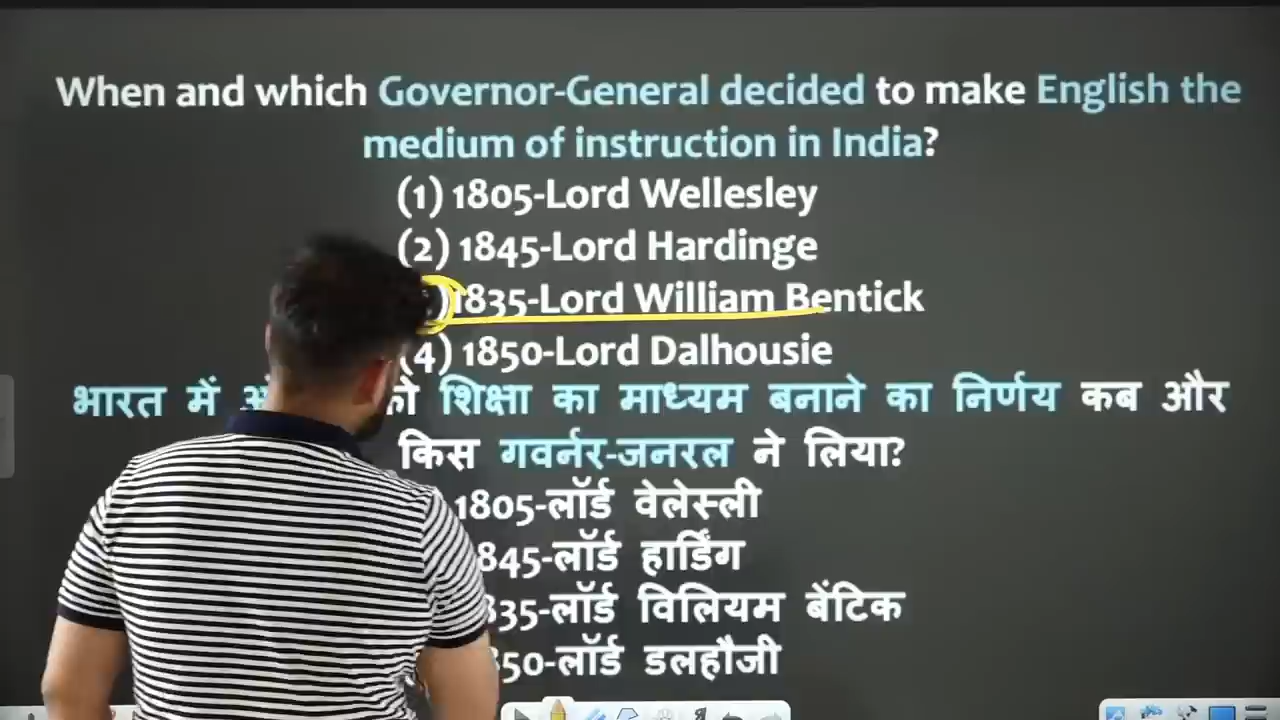 When and which Governor-General decided to make English the
medium of instruction in India?
(1) 1805-Lord Wellesley
(2) 1845-Lord Hardinge
1835-Lord William Bentick
(4) 1850-Lord Dalhousie
भारत में को शिक्षा का माध्यम बनाने का निर्णय कब और
किस गवर्नर-जनरल ने लिया?
1805-लॉर्ड वेलेस्ली
845-लॉर्ड हार्डिंग
35-लॉर्ड विलियम बेंटिक
50-लॉर्ड डलहौजी